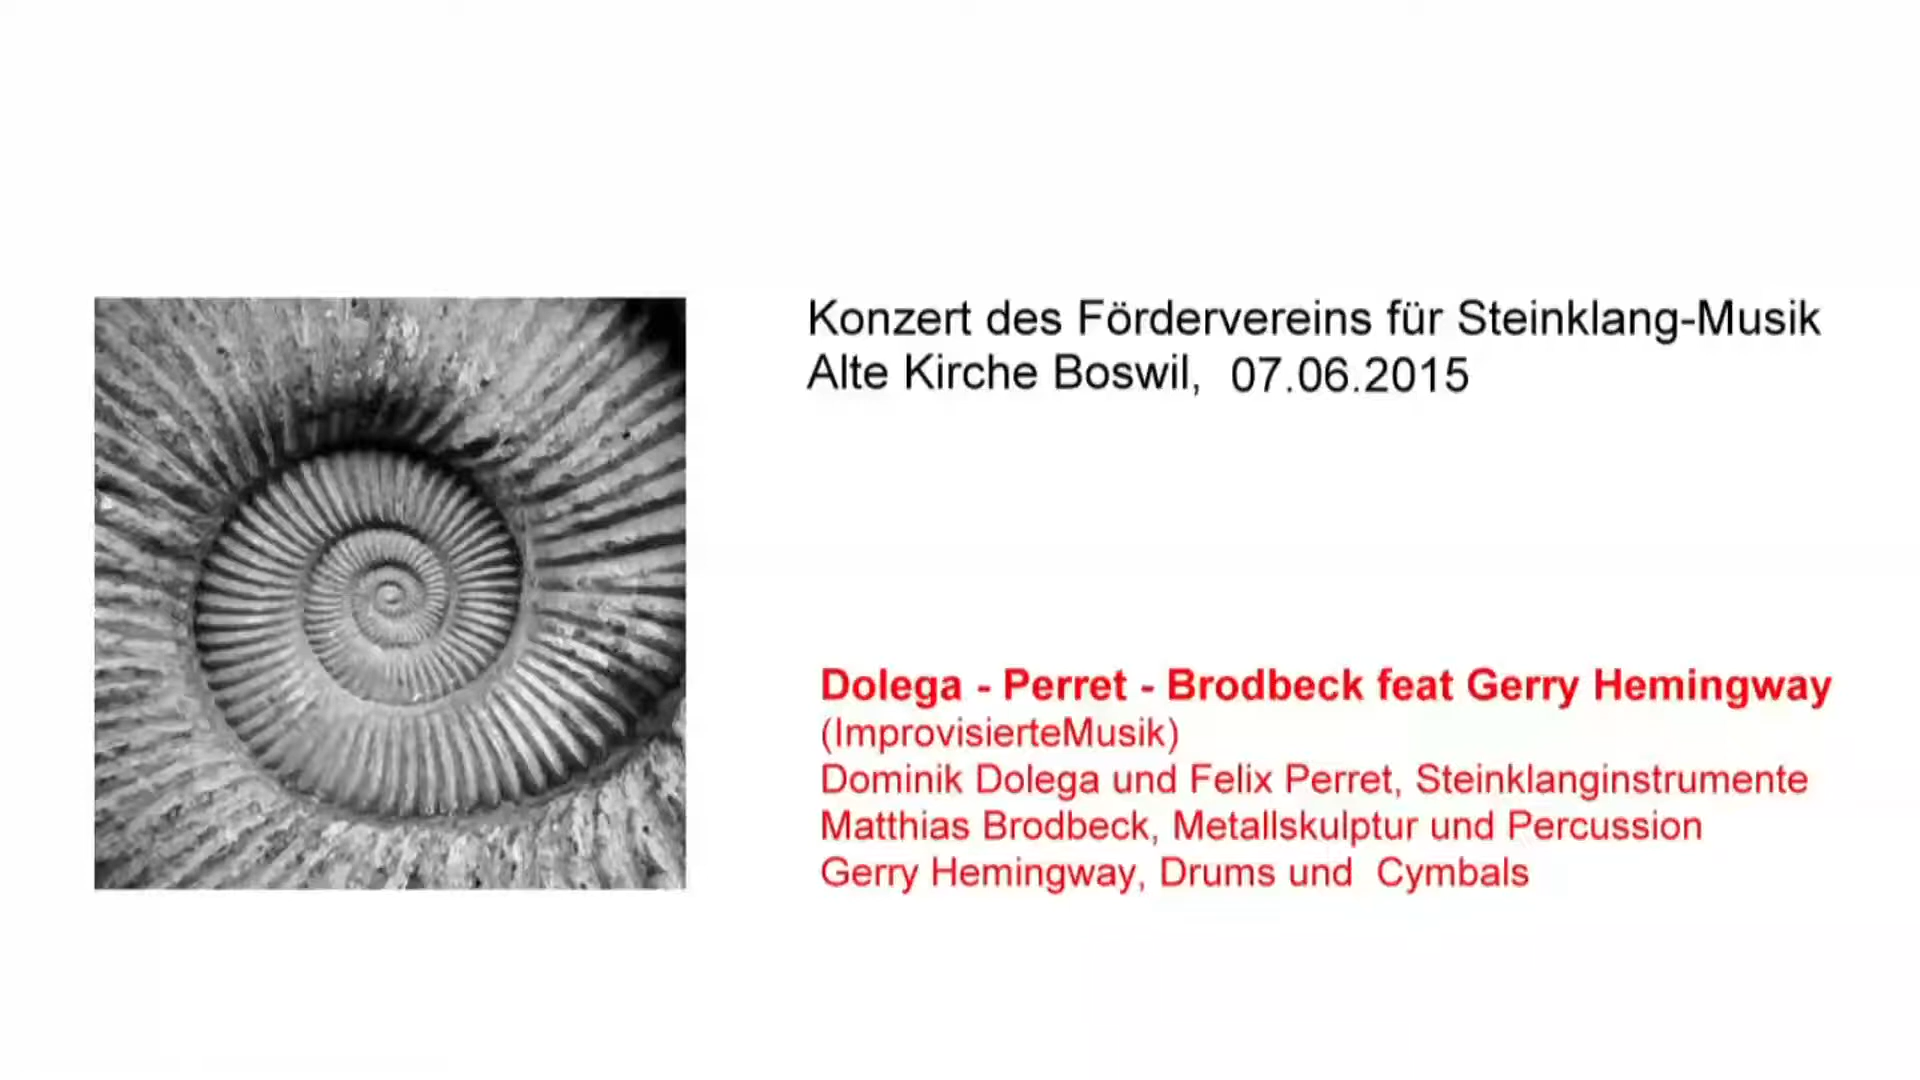 Konzert des Fördervereins für Steinklang-Musik
Alte Kirche Boswil, 07.06.2015
Dolega - Perret - Brodbeck feat Gerry Hemingway
(ImprovisierteMusik)
Dominik Dolega und Felix Perret, Steinklanginstrumente
Matthias Brodbeck, Metallskulptur und Percussion
Gerry Hemingway, Drums und Cymbals